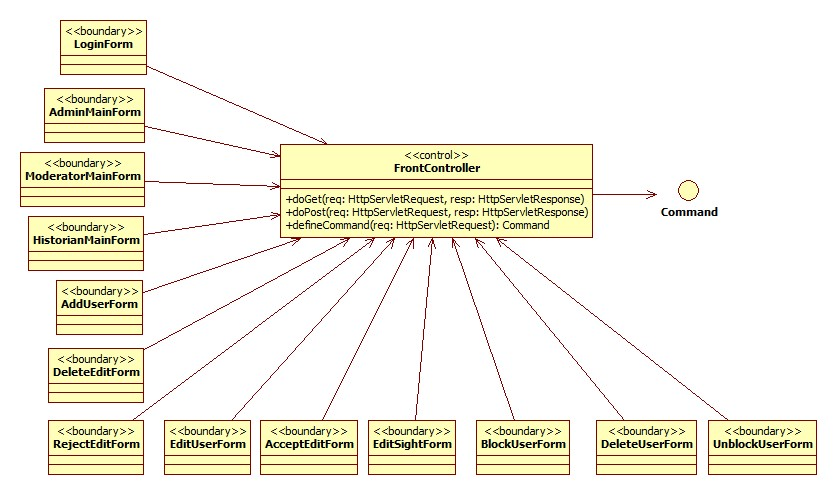 <<boundary>>
LoginForm
<<boundary>>
AdminMainForm
<<boundary>>
ModeratorMainForm
<<boundary>>
HistorianMainForm
<<control>>
FrontController
+doGet(req: HttpServletRequest, resp: HttpServletResponse)
+doPost(req: HttpServletRequest, resp: HttpServletResponse)
+defineCommand(req: HttpServletRequest): Command
Command
<<boundary>>
AddUserForm
<<boundary>>
DeleteEditForm
<<boundary>>
RejectEditForm
<<boundary>>
EditUserForm
<<boundary>>
AcceptEditForm
<<boundary>>
EditSightForm
<<boundary>>
BlockUserForm
<<boundary>>
DeleteUserForm
<<boundary>>
UnblockUserForm